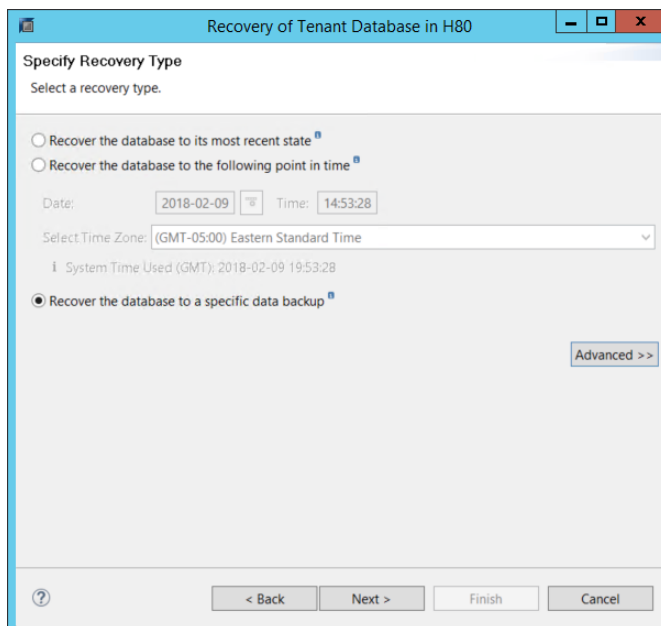 Recovery of Tenant Database in H80
Specify Recovery Type
Select a recovery type.
Recover the database to its most recent state
Recover the database to the following point in time
Date: 2018-02-09 Time: 14:53:28
Select Time Zone: (GMT-05:00) Eastern Standard Time
i System Time Used (GMT): 2018-02-09 19:53:28
Recover the database to a specific data backup
Advanced >>
? < Back Next > Finish Cancel